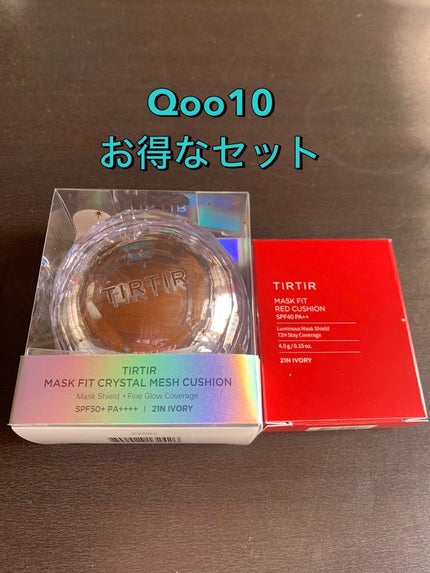 Qoo10
お得なセット
TIRTIR
TIRTIR
MASK FIT CRYSTAL MESH CUSHION
Mask Shield • Fine Glow Coverage
SPF50+ PA++++ | 21N IVORY
TIRTIR
MASK FIT
RED CUSHION
SPF40 PA++
Luminous Mask Shield
72H Stay Coverage
4.5 g / 0.15 oz.
21N IVORY